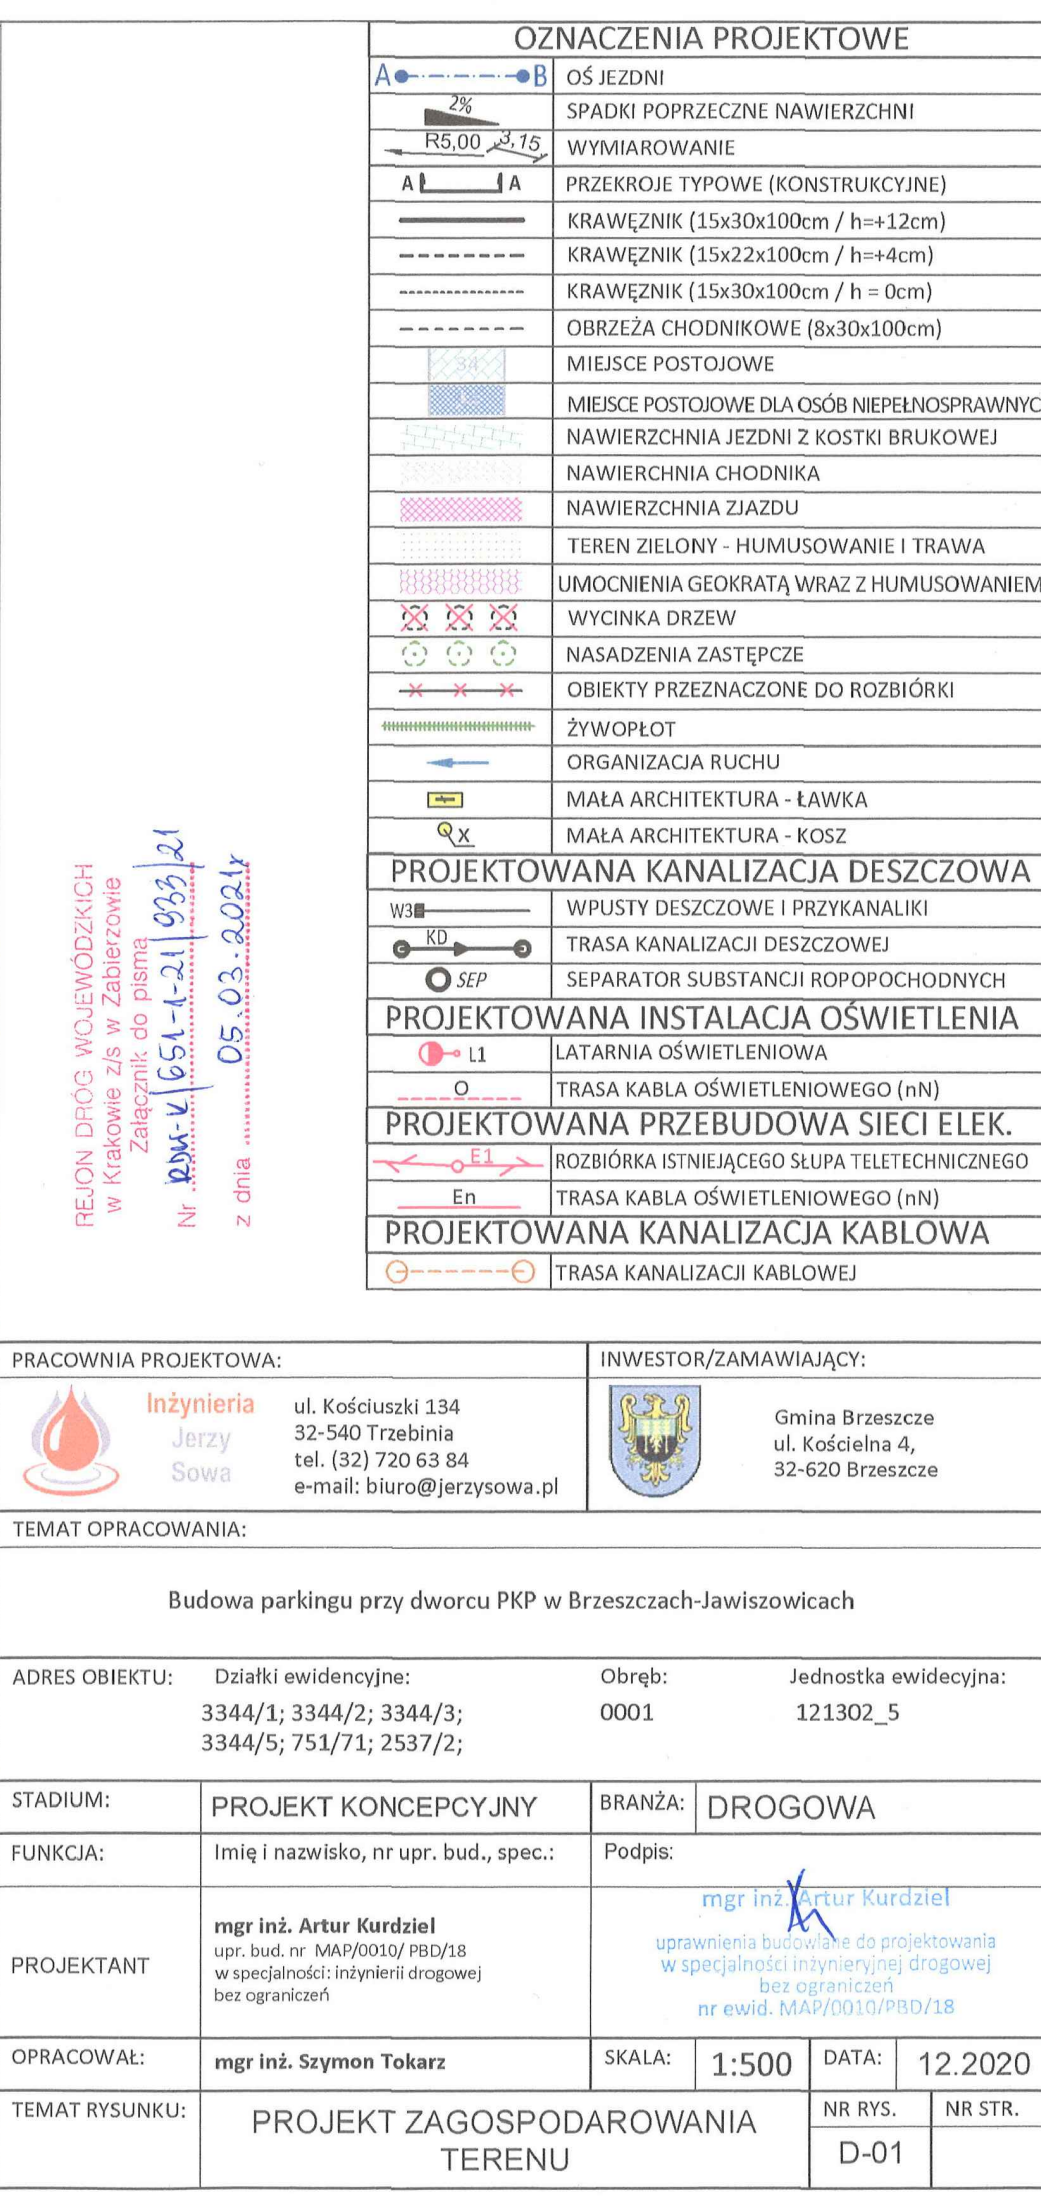 OZNACZENIA PROJEKTOWE
A B OŚ JEZDNI
2% SPADKI POPRZECZNE NAWIERZCHNI
R5,00 3,15 WYMIAROWANIE
A A PRZEKROJE TYPOWE (KONSTRUKCYJNE)
KRAWĘZNIK (15x30x100cm / h=+12cm)
KRAWĘZNIK (15x22x100cm / h=+4cm)
KRAWĘZNIK (15x30x100cm / h = 0cm)
OBRZEŻA CHODNIKOWE (8x30x100cm)
34 MIEJSCE POSTOJOWE
MIEJSCE POSTOJOWE DLA OSÓB NIEPEŁNOSPRAWNYC
NAWIERZCHNIA JEZDNI Z KOSTKI BRUKOWEJ
NAWIERCHNIA CHODNIKA
NAWIERZCHNIA ZJAZDU
TEREN ZIELONY - HUMUSOWANIE I TRAWA
UMOCNIENIA GEOKRATĄ WRAZ Z HUMUSOWANIEM
WYCINKA DRZEW
NASADZENIA ZASTĘPCZE
OBIEKTY PRZEZNACZONE DO ROZBIÓRKI
ŻYWOPŁOT
ORGANIZACJA RUCHU
MAŁA ARCHITEKTURA - ŁAWKA
X MAŁA ARCHITEKTURA - KOSZ
PROJEKTOWANA KANALIZACJA DESZCZOWA
W3 WPUSTY DESZCZOWE I PRZYKANALIKI
KD TRASA KANALIZACJI DESZCZOWEJ
SEP SEPARATOR SUBSTANCJI ROPOPOCHODNYCH
PROJEKTOWANA INSTALACJA OŚWIETLENIA
L1 LATARNIA OŚWIETLENIOWA
O TRASA KABLA OŚWIETLENIOWEGO (nN)
PROJEKTOWANA PRZEBUDOWA SIECI ELEK.
E1 ROZBIÓRKA ISTNIEJĄCEGO SŁUPA TELETECHNICZNEGO
En TRASA KABLA OŚWIETLENIOWEGO (nN)
PROJEKTOWANA KANALIZACJA KABLOWA
TRASA KANALIZACJI KABLOWEJ
REJON DRÓG WOJEWÓDZKICH
w Krakowie z/s w Zabierzowie
Załącznik do pisma
Nr RDW-K/651-1-21/933/21
z dnia 05.03.2021r
PRACOWNIA PROJEKTOWA:
Inżynieria
Jerzy
Sowa
ul. Kościuszki 134
32-540 Trzebinia
tel. (32) 720 63 84
e-mail: biuro@jerzysowa.pl
INWESTOR/ZAMAWIAJĄCY:
Gmina Brzeszcze
ul. Kościelna 4,
32-620 Brzeszcze
TEMAT OPRACOWANIA:
Budowa parkingu przy dworcu PKP w Brzeszczach-Jawiszowicach
ADRES OBIEKTU: Działki ewidencyjne: Obręb: Jednostka ewidecyjna:
3344/1; 3344/2; 3344/3; 0001 121302_5
3344/5; 751/71; 2537/2;
STADIUM: PROJEKT KONCEPCYJNY BRANŻA: DROGOWA
FUNKCJA: Imię i nazwisko, nr upr. bud., spec.: Podpis:
PROJEKTANT
mgr inż. Artur Kurdziel
upr. bud. nr MAP/0010/ PBD/18
w specjalności: inżynierii drogowej
bez ograniczeń
mgr inż. Artur Kurdziel
uprawnienia budowlane do projektowania
w specjalności inżynieryjnej drogowej
bez ograniczeń
nr ewid. MAP/0010/PBD/18
OPRACOWAŁ: mgr inż. Szymon Tokarz SKALA: 1:500 DATA: 12.2020
TEMAT RYSUNKU: PROJEKT ZAGOSPODAROWANIA
TERENU
NR RYS. NR STR.
D-01